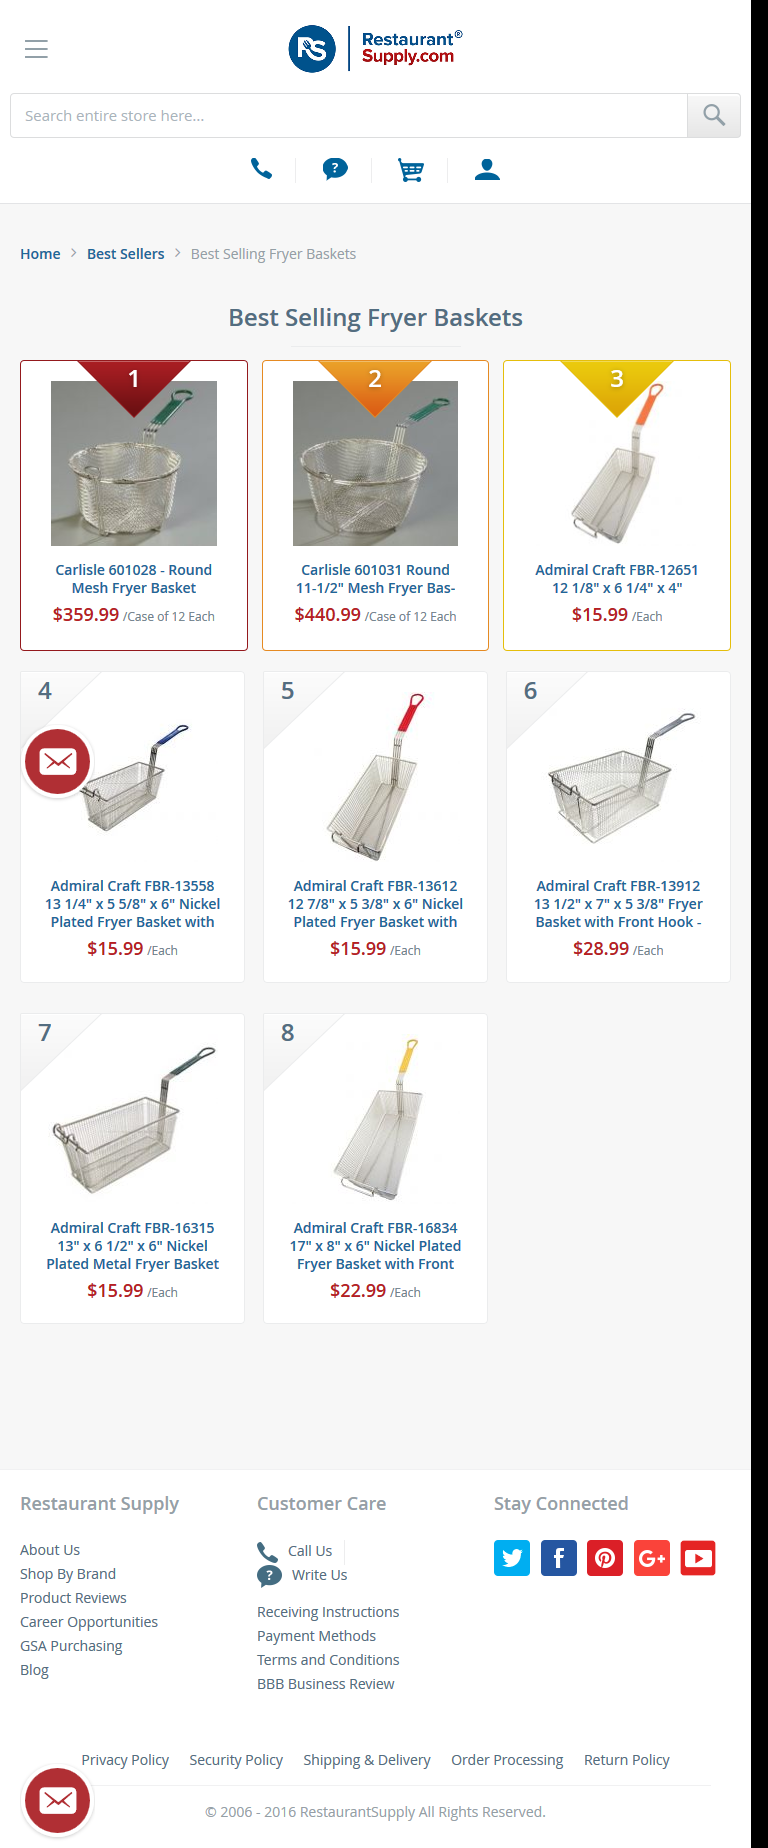 RS
Restaurant®
Supply.com
Search entire store here...
?
Home > Best Sellers > Best Selling Fryer Baskets
Best Selling Fryer Baskets
1
Carlisle 601028 - Round
Mesh Fryer Basket
$359.99 /Case of 12 Each
2
Carlisle 601031 Round
11-1/2" Mesh Fryer Bas-
$440.99 /Case of 12 Each
3
Admiral Craft FBR-12651
12 1/8" x 6 1/4" x 4"
$15.99 /Each
4
Admiral Craft FBR-13558
13 1/4" x 5 5/8" x 6" Nickel
Plated Fryer Basket with
$15.99 /Each
5
Admiral Craft FBR-13612
12 7/8" x 5 3/8" x 6" Nickel
Plated Fryer Basket with
$15.99 /Each
6
Admiral Craft FBR-13912
13 1/2" x 7" x 5 3/8" Fryer
Basket with Front Hook -
$28.99 /Each
7
Admiral Craft FBR-16315
13" x 6 1/2" x 6" Nickel
Plated Metal Fryer Basket
$15.99 /Each
8
Admiral Craft FBR-16834
17" x 8" x 6" Nickel Plated
Fryer Basket with Front
$22.99 /Each
Restaurant Supply
About Us
Shop By Brand
Product Reviews
Career Opportunities
GSA Purchasing
Blog
Customer Care
Call Us
? Write Us
Receiving Instructions
Payment Methods
Terms and Conditions
BBB Business Review
Stay Connected
f
G+
Privacy Policy Security Policy Shipping & Delivery Order Processing Return Policy
© 2006 - 2016 RestaurantSupply All Rights Reserved.